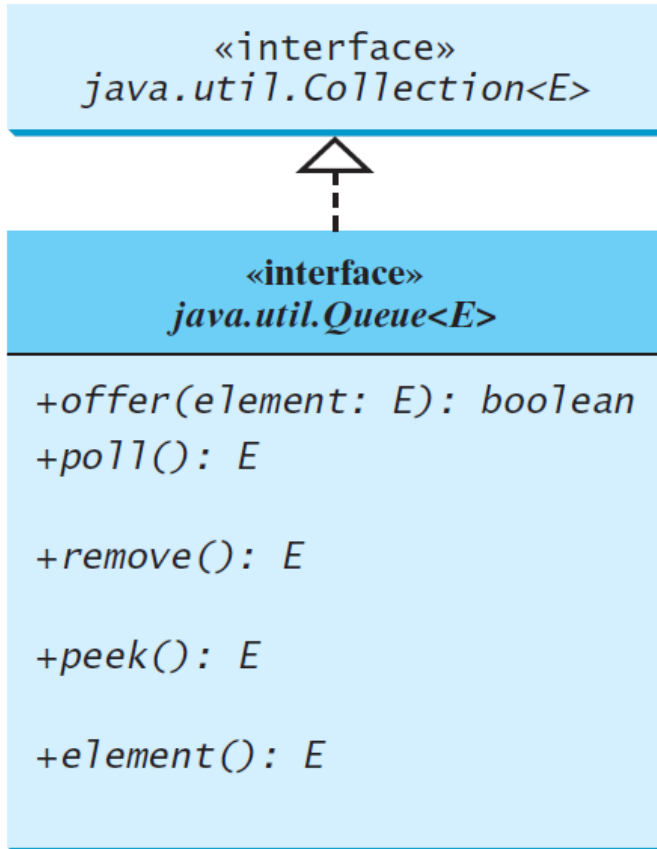 «interface»
java.util.Collection<E>
«interface»
java.util.Queue<E>
+offer(element: E): boolean
+poll(): E
+remove(): E
+peek(): E
+element(): E